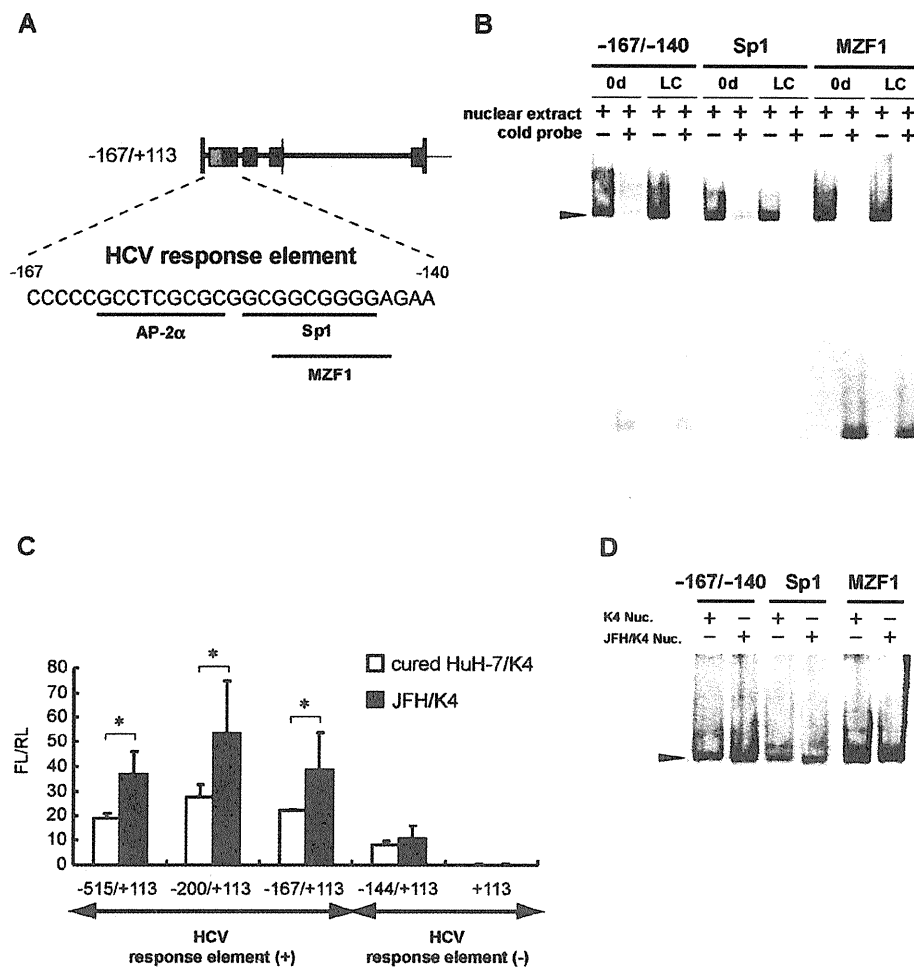 A
-167/+113
HCV response element
-167 -140
CCCCCGCCTCGCGCGGCGGCGGGGAGAA
AP-2α Sp1
MZF1
B
-167/-140 Sp1 MZF1
0d LC 0d LC 0d LC
nuclear extract + + + + + + + + + + + +
cold probe − + − + − + − + − + − +
C
FL/RL
80
70
60
50
40
30
20
10
0
* * *
cured HuH-7/K4
JFH/K4
-515/+113 -200/+113 -167/+113 -144/+113 +113
HCV response element (+)
HCV response element (-)
D
-167/-140 Sp1 MZF1
K4 Nuc. + − + − + −
JFH/K4 Nuc. − + − + − +